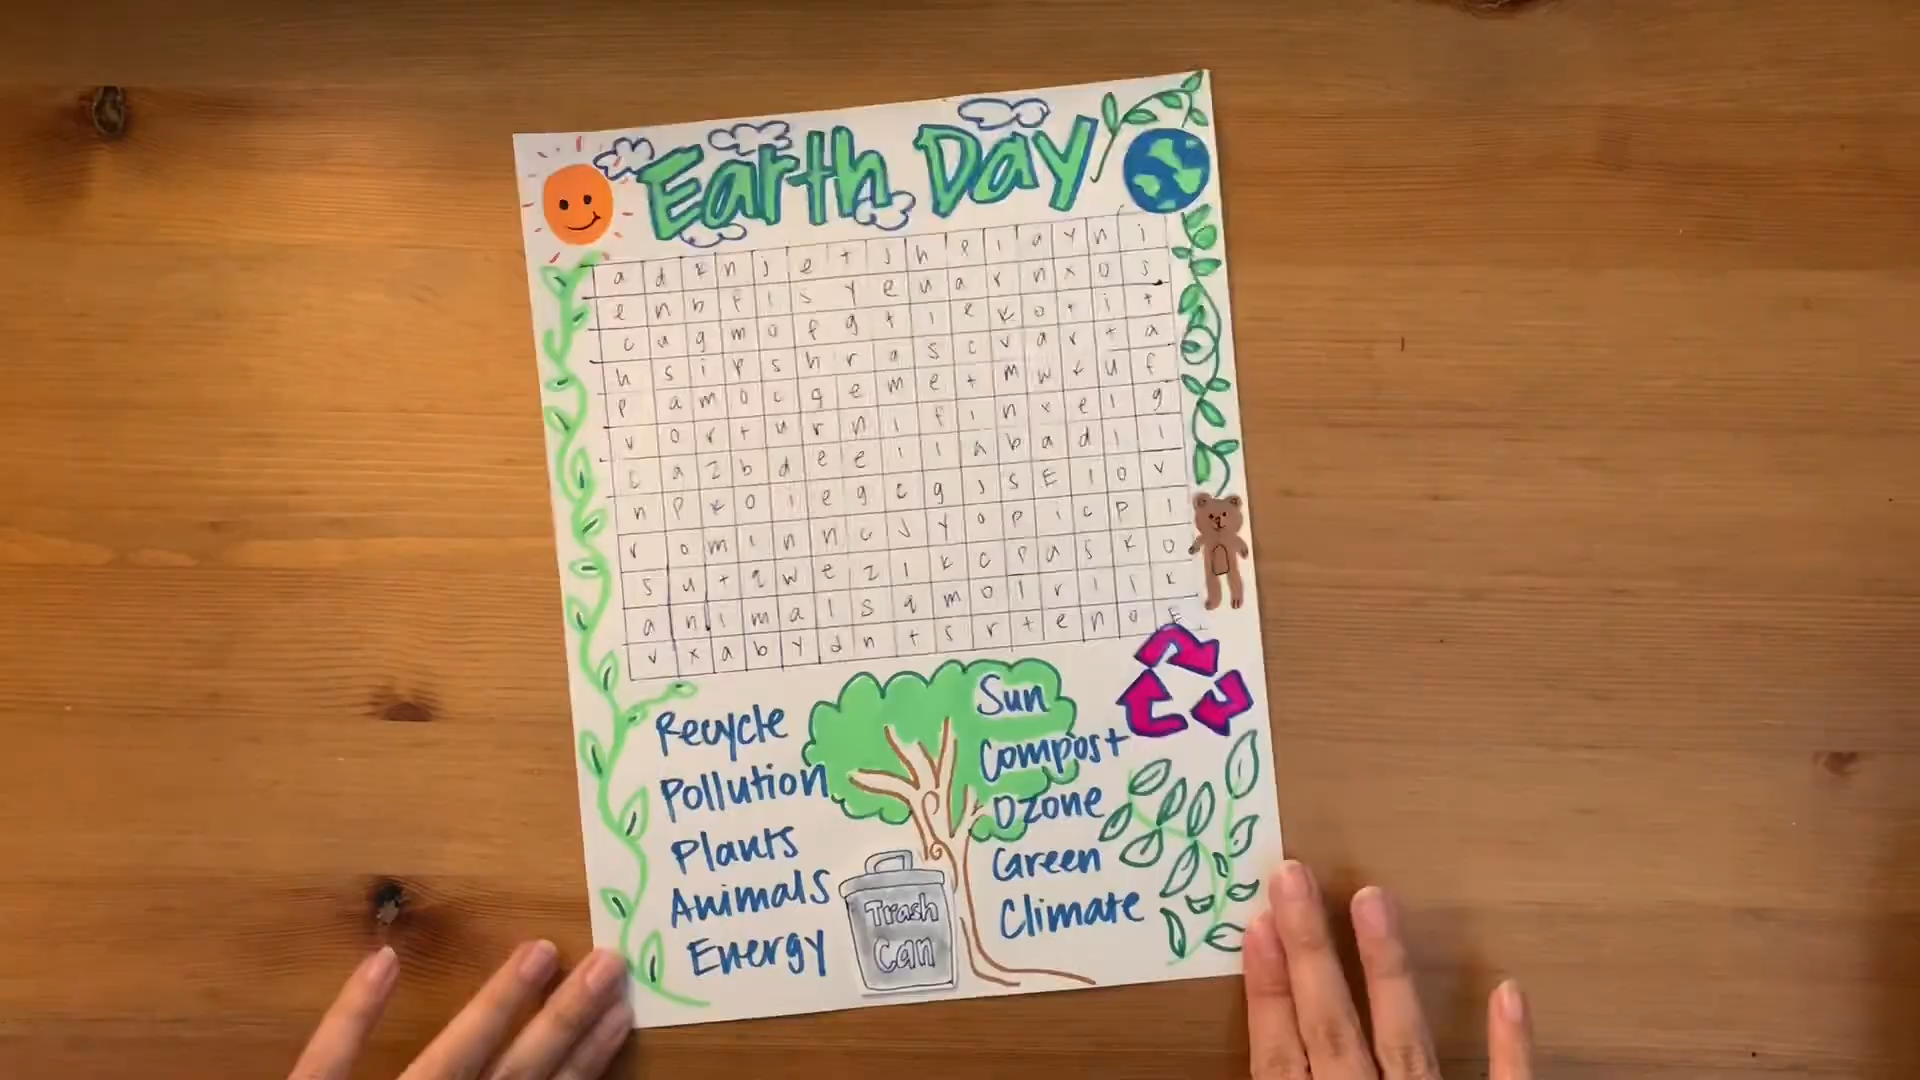 Earth Day
a d k n j e t j h e l a y n i
e n b f l s y e u a r n x o s
c u g m o f g t i e k o t i t
h s i p s h r a s c v a r t a
p a m o c q e m e t m w k u f
v o r t u r n i f i n x e l g
c a z b d e e l l a b a d l l
n p k o l e g c g j s E l o v
r o m i n n c j y o p i c p l
s u t q w e z l k c p a s k o
a n i m a l s q m o l r l l k
v x a b y d n t s r t e n o E
Recycle
Pollution
Plants
Animals
Energy
Sun
Compost
Ozone
Green
Climate
Trash
Can